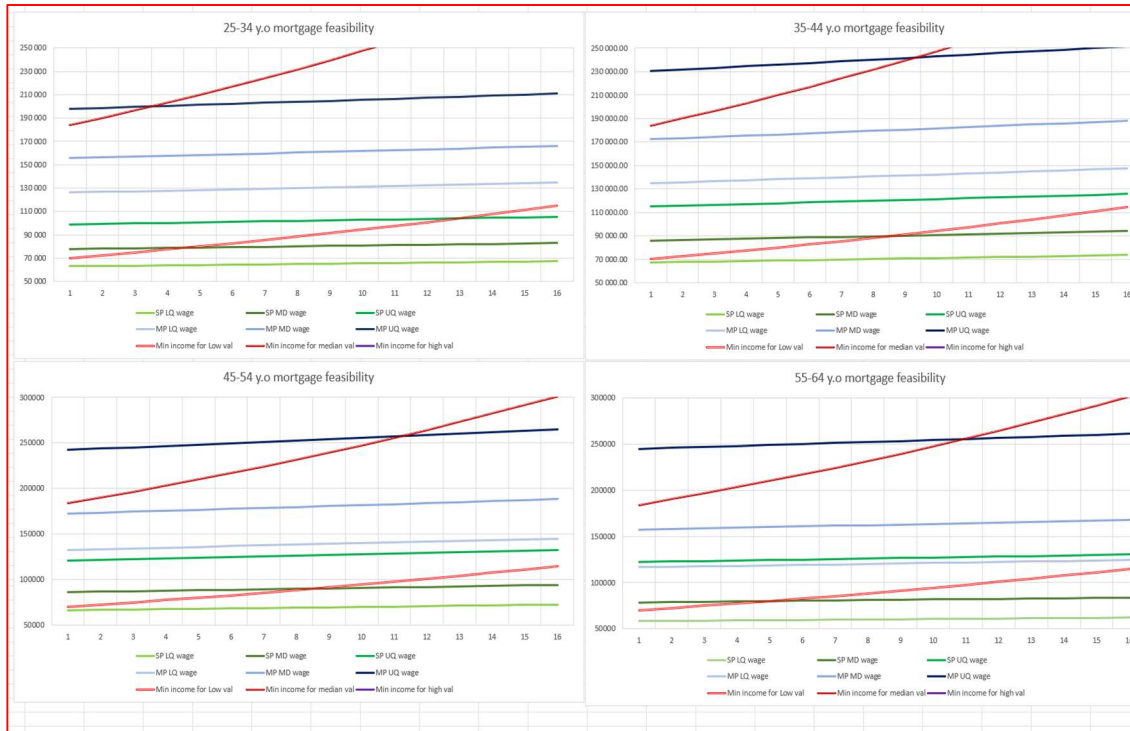 25-34 y.o mortgage feasibility
250 000
230 000
210 000
190 000
170 000
150 000
130 000
110 000
90 000
70 000
50 000
1 2 3 4 5 6 7 8 9 10 11 12 13 14 15 16
SP LQ wage SP MD wage SP UQ wage
MP LQ wage MP MD wage MP UQ wage
Min income for Low val Min income for median val Min income for high val
35-44 y.o mortgage feasibility
250 000.00
230 000.00
210 000.00
190 000.00
170 000.00
150 000.00
130 000.00
110 000.00
90 000.00
70 000.00
50 000.00
1 2 3 4 5 6 7 8 9 10 11 12 13 14 15 16
SP LQ wage SP MD wage SP UQ wage
MP LQ wage MP MD wage MP UQ wage
Min income for Low val Min income for median val Min income for high val
45-54 y.o mortgage feasibility
300000
250000
200000
150000
100000
50000
1 2 3 4 5 6 7 8 9 10 11 12 13 14 15 16
SP LQ wage SP MD wage SP UQ wage
MP LQ wage MP MD wage MP UQ wage
Min income for Low val Min income for median val Min income for high val
55-64 y.o mortgage feasibility
300000
250000
200000
150000
100000
50000
1 2 3 4 5 6 7 8 9 10 11 12 13 14 15 16
SP LQ wage SP MD wage SP UQ wage
MP LQ wage MP MD wage MP UQ wage
Min income for Low val Min income for median val Min income for high val